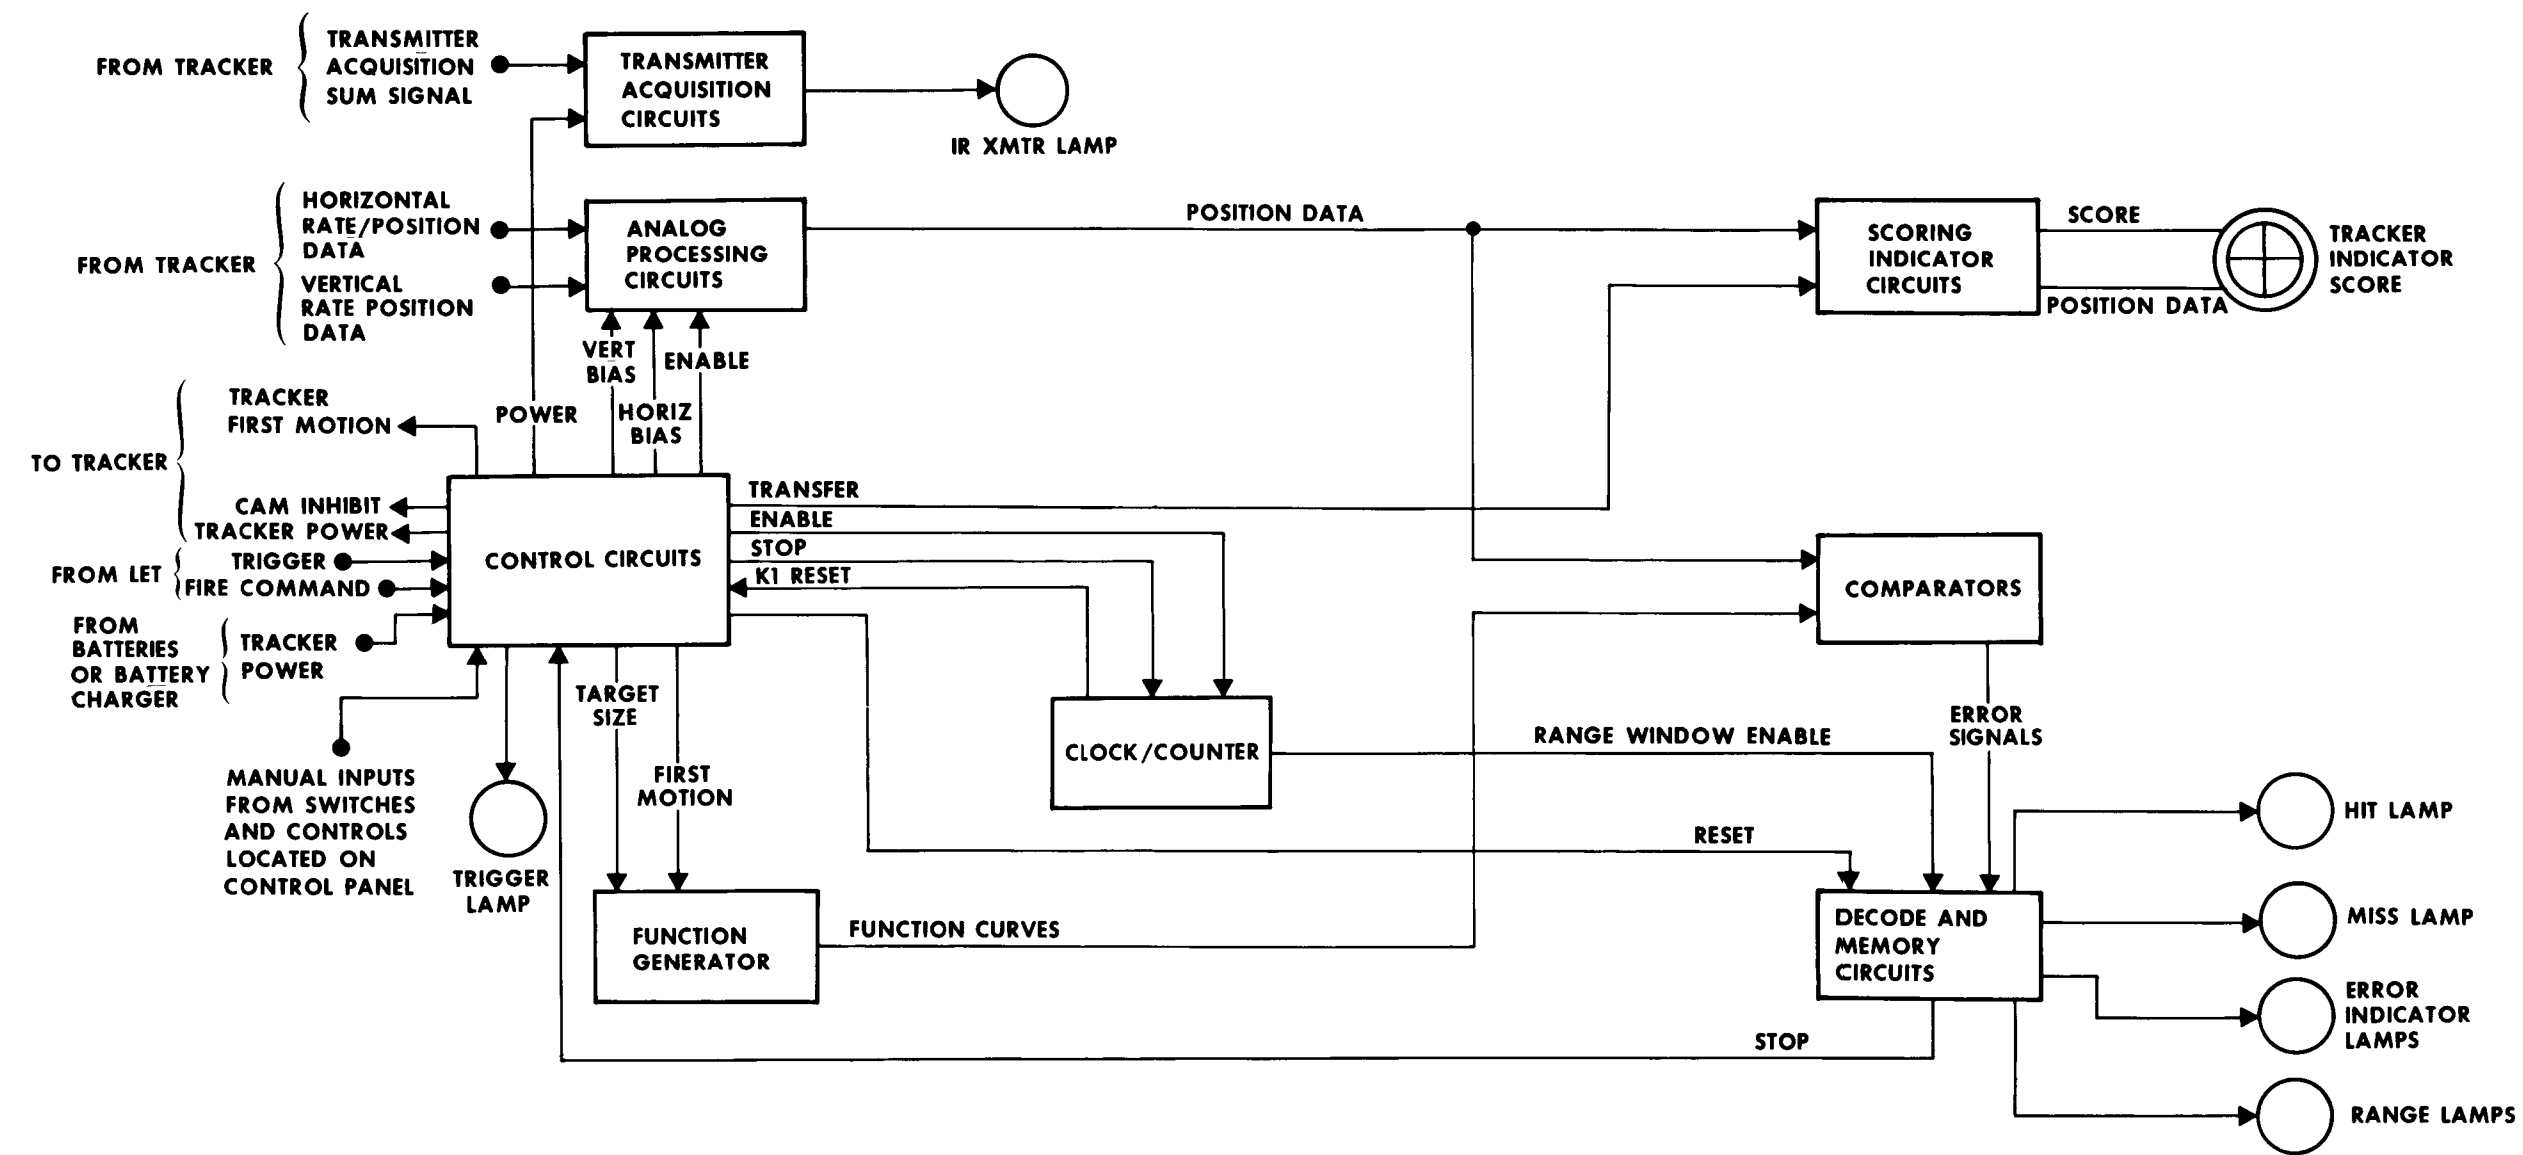 FROM TRACKER
TRANSMITTER
ACQUISITION
SUM SIGNAL
TRANSMITTER
ACQUISITION
CIRCUITS
IR XMTR LAMP
FROM TRACKER
HORIZONTAL
RATE/POSITION
DATA
VERTICAL
RATE POSITION
DATA
ANALOG
PROCESSING
CIRCUITS
POSITION DATA
SCORING
INDICATOR
CIRCUITS
SCORE
POSITION DATA
TRACKER
INDICATOR
SCORE
VERT
BIAS
ENABLE
POWER
HORIZ
BIAS
TO TRACKER
TRACKER
FIRST MOTION
CAM INHIBIT
TRACKER POWER
FROM LET
TRIGGER
FIRE COMMAND
FROM
BATTERIES
OR BATTERY
CHARGER
TRACKER
POWER
CONTROL CIRCUITS
TRANSFER
ENABLE
STOP
K1 RESET
COMPARATORS
MANUAL INPUTS
FROM SWITCHES
AND CONTROLS
LOCATED ON
CONTROL PANEL
TRIGGER
LAMP
TARGET
SIZE
FIRST
MOTION
CLOCK/COUNTER
RANGE WINDOW ENABLE
ERROR
SIGNALS
RESET
FUNCTION
GENERATOR
FUNCTION CURVES
DECODE AND
MEMORY
CIRCUITS
STOP
HIT LAMP
MISS LAMP
ERROR
INDICATOR
LAMPS
RANGE LAMPS